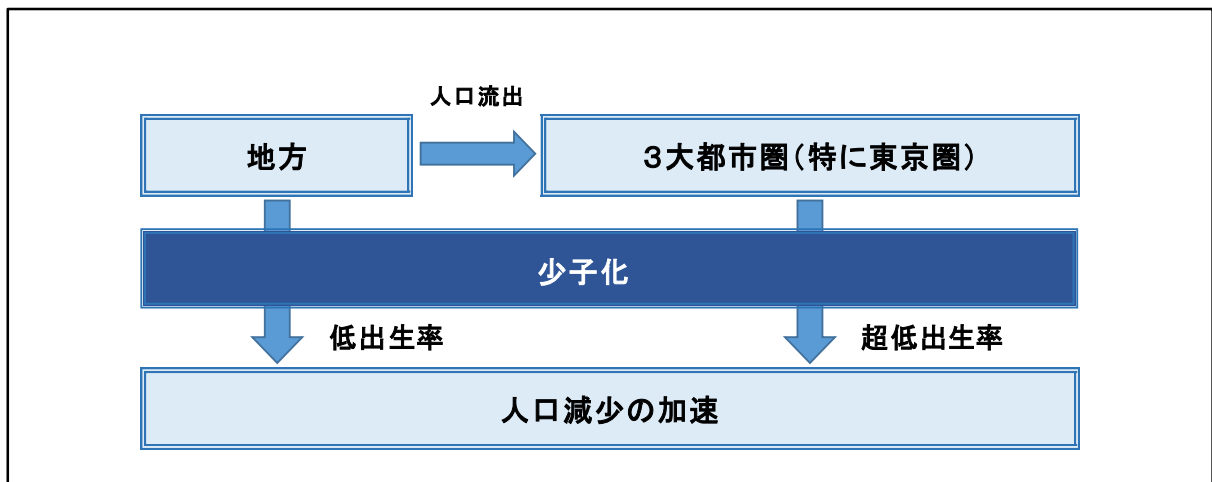 人口流出
地方
3大都市圏(特に東京圏)
少子化
低出生率
超低出生率
人口減少の加速